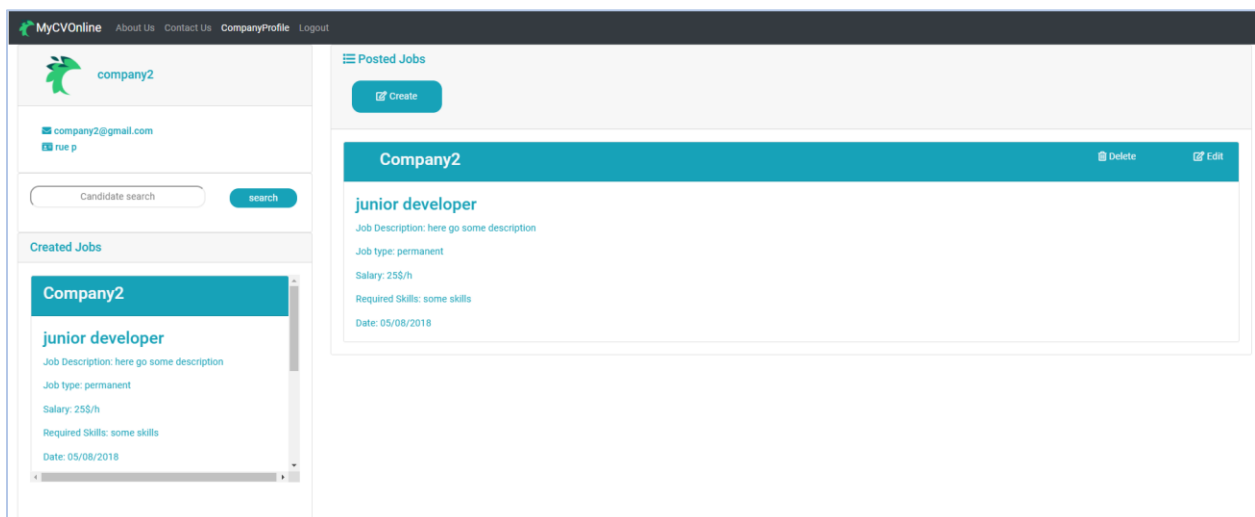 MyCVOnline About Us Contact Us CompanyProfile Logout
company2
company2@gmail.com
rue p
Candidate search search
Created Jobs
Company2
junior developer
Job Description: here go some description
Job type: permanent
Salary: 25$/h
Required Skills: some skills
Date: 05/08/2018
Posted Jobs
Create
Company2 Delete Edit
junior developer
Job Description: here go some description
Job type: permanent
Salary: 25$/h
Required Skills: some skills
Date: 05/08/2018